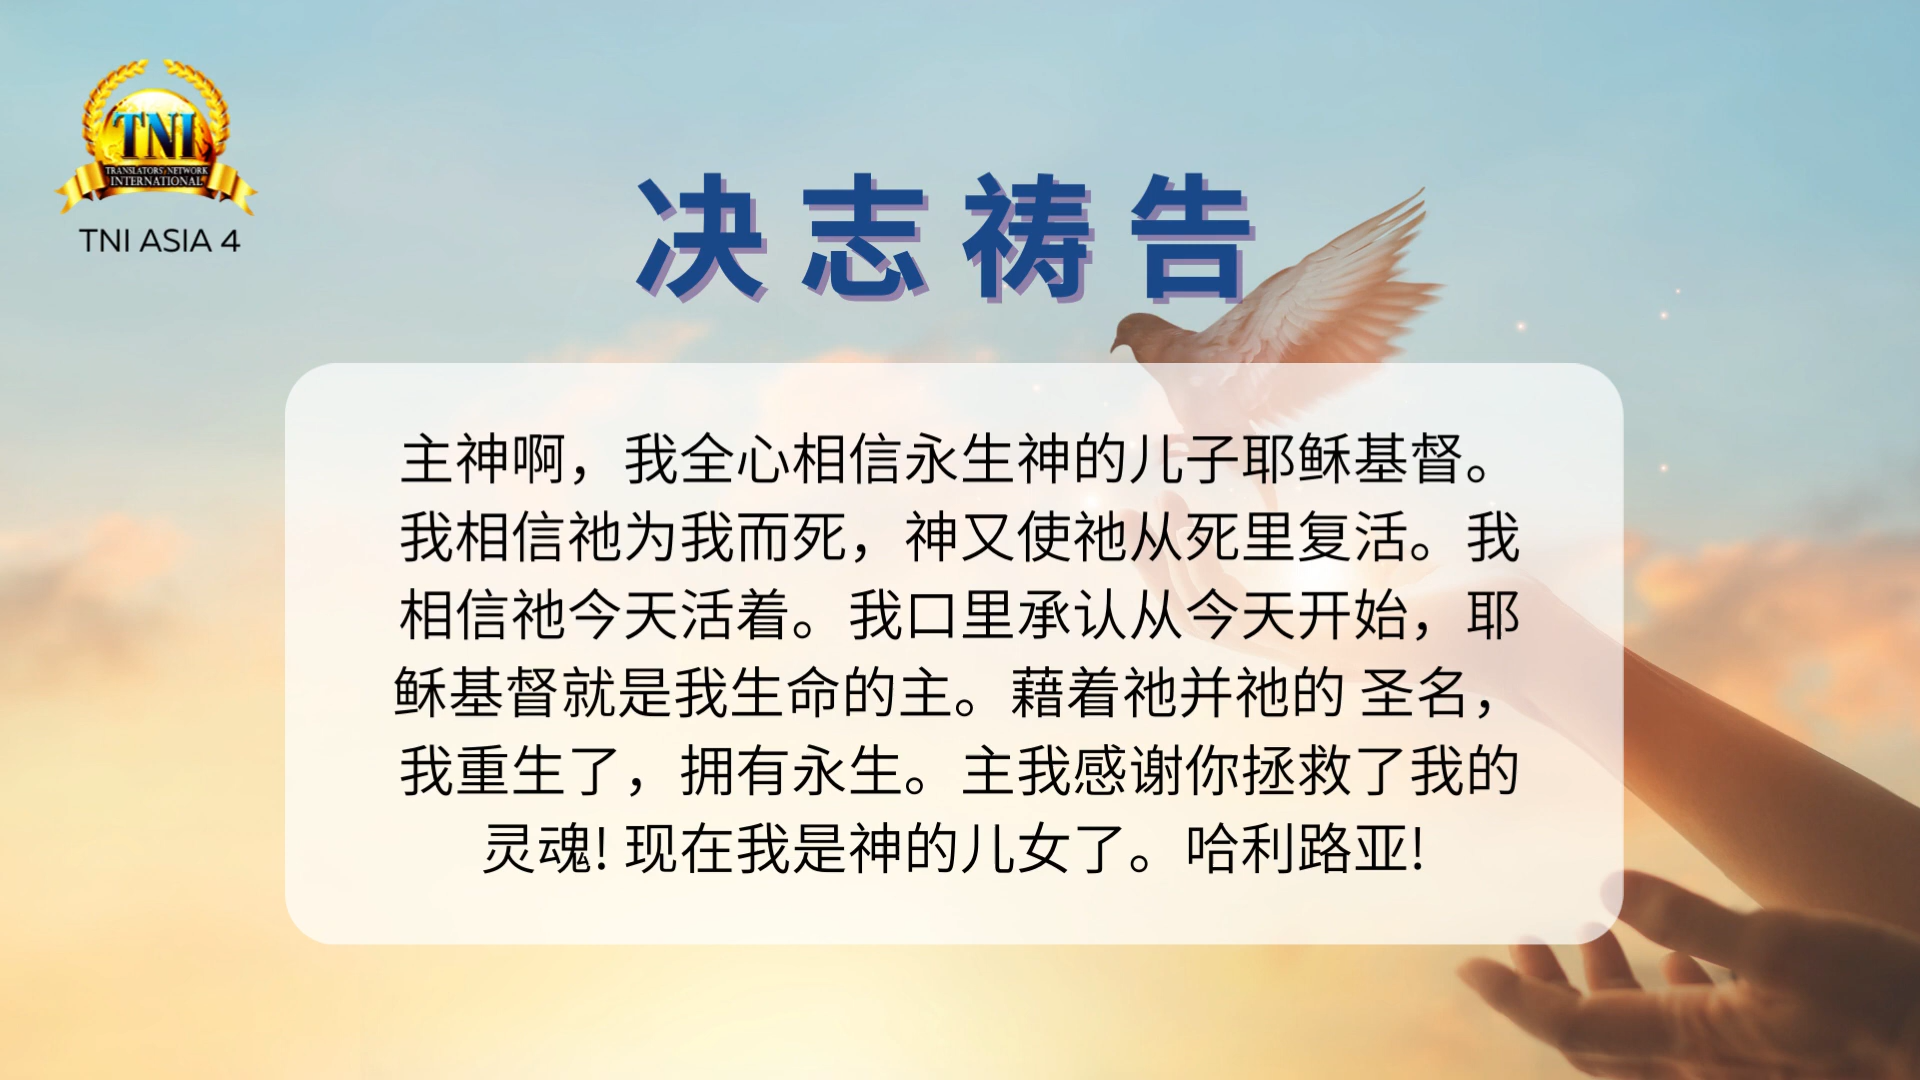 TNI
TRANSLATORS NETWORK
INTERNATIONAL
TNI ASIA 4
决志祷告
主神啊，我全心相信永生神的儿子耶稣基督。
我相信祂为我而死，神又使祂从死里复活。我
相信祂今天活着。我口里承认从今天开始，耶
稣基督就是我生命的主。藉着祂并祂的 圣名，
我重生了，拥有永生。主我感谢你拯救了我的
灵魂! 现在我是神的儿女了。哈利路亚!